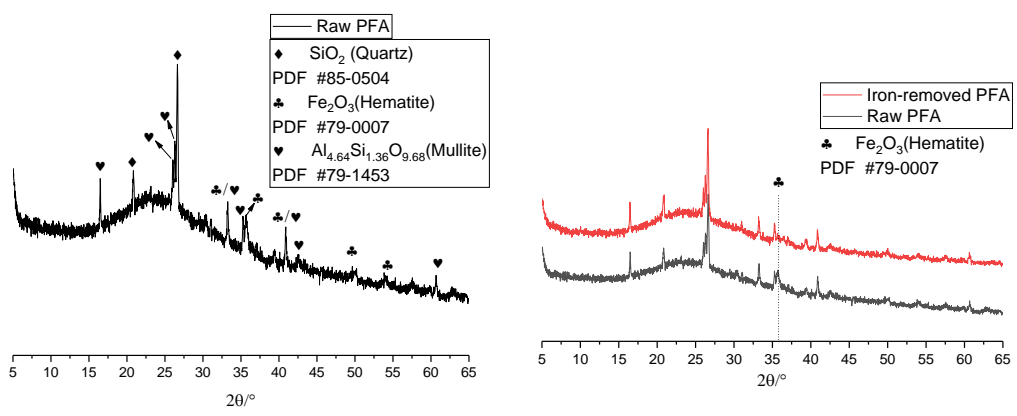 Raw PFA
♦ SiO₂ (Quartz)
PDF #85-0504
♣ Fe₂O₃(Hematite)
PDF #79-0007
♥ Al₄.₆₄Si₁.₃₆O₉.₆₈(Mullite)
PDF #79-1453
♣/♥
♣/♥
5 10 15 20 25 30 35 40 45 50 55 60 65
2θ/°
Iron-removed PFA
Raw PFA
♣ Fe₂O₃(Hematite)
PDF #79-0007
5 10 15 20 25 30 35 40 45 50 55 60 65
2θ/°